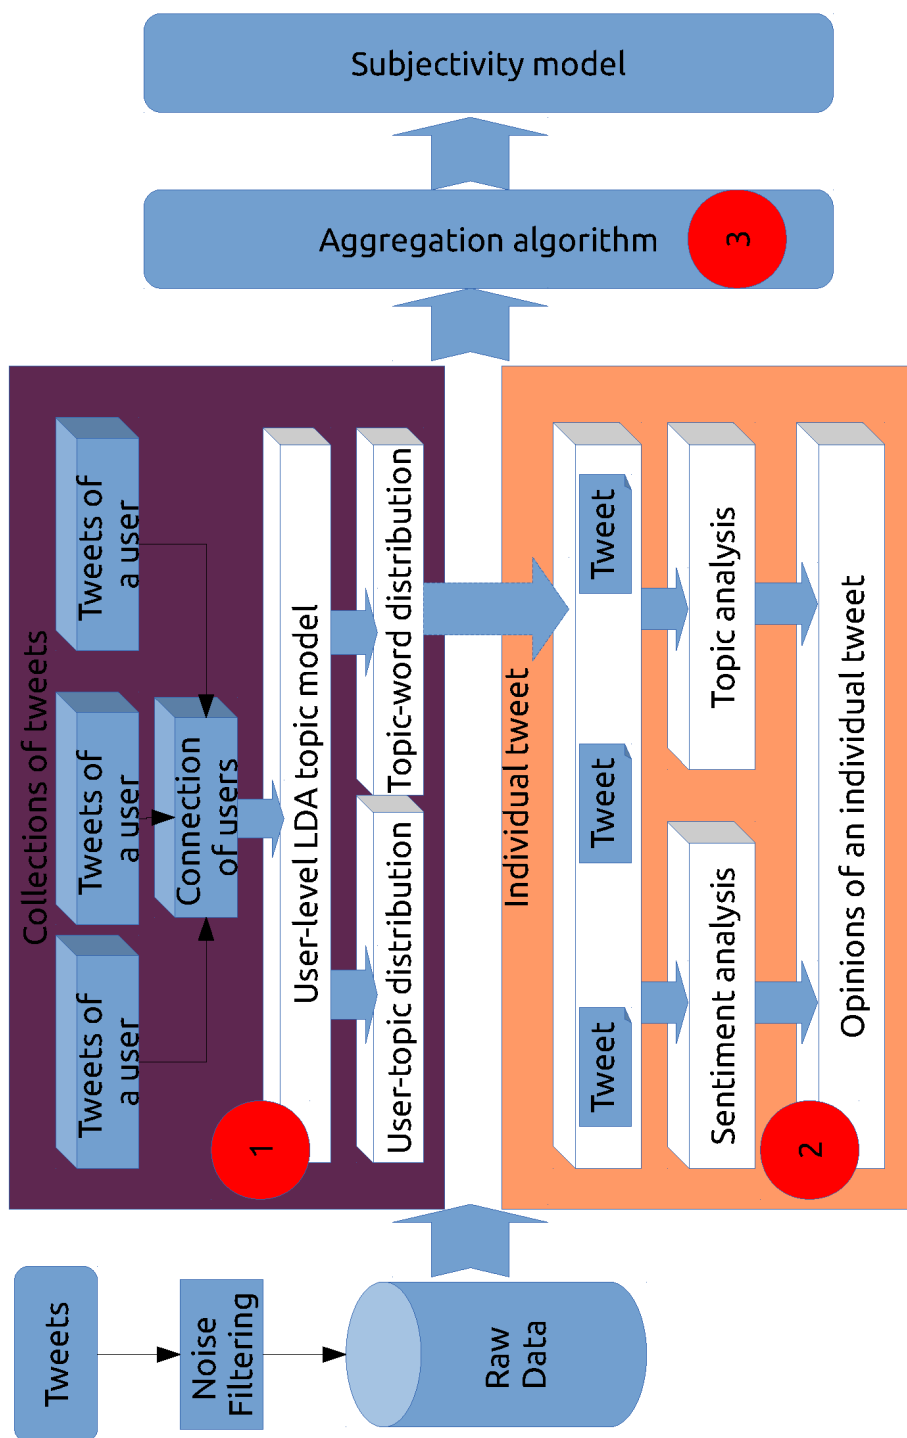 Tweets
Noise
Filtering
Raw
Data
Collections of tweets
Tweets of
a user
Tweets of
a user
Tweets of
a user
Connection
of users
User-level LDA topic model
1
User-topic distribution
Topic-word distribution
Individual tweet
Tweet
Tweet
Tweet
Sentiment analysis
Topic analysis
2
Opinions of an individual tweet
Aggregation algorithm
3
Subjectivity model